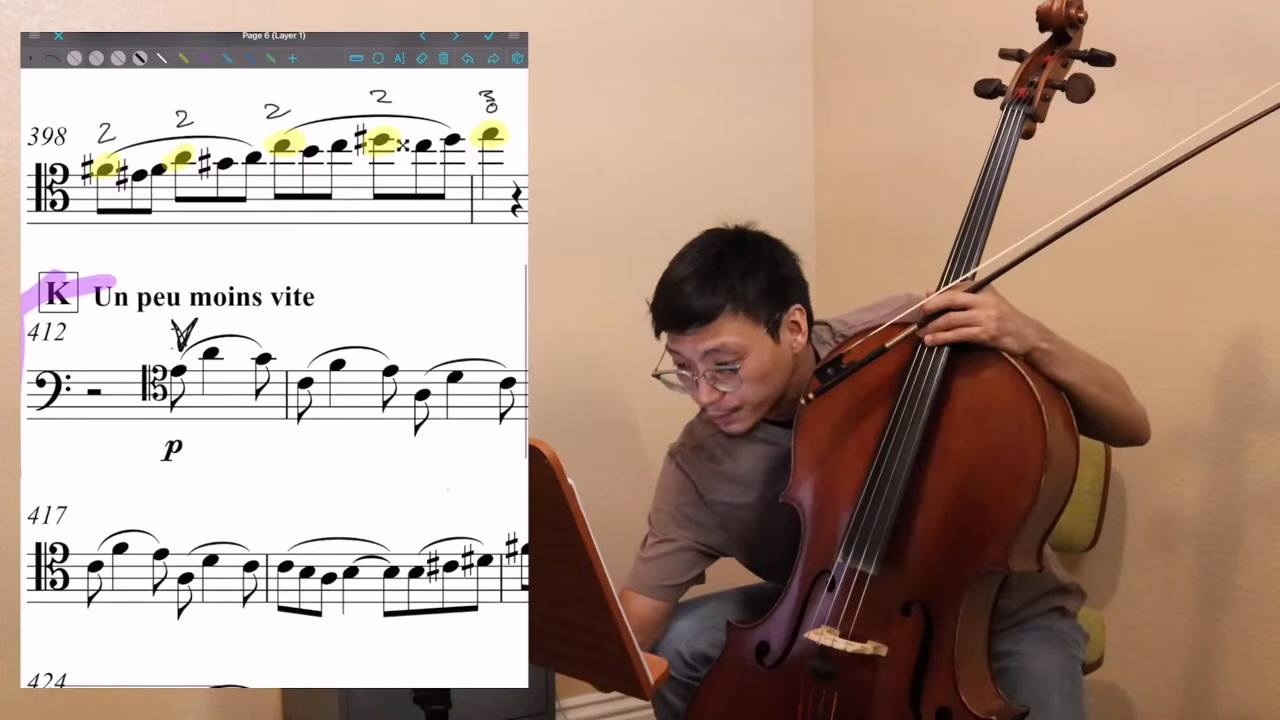 Page 6 (Layer 1)
2 2 2 2 3
398
K Un peu moins vite
412
p
417
424